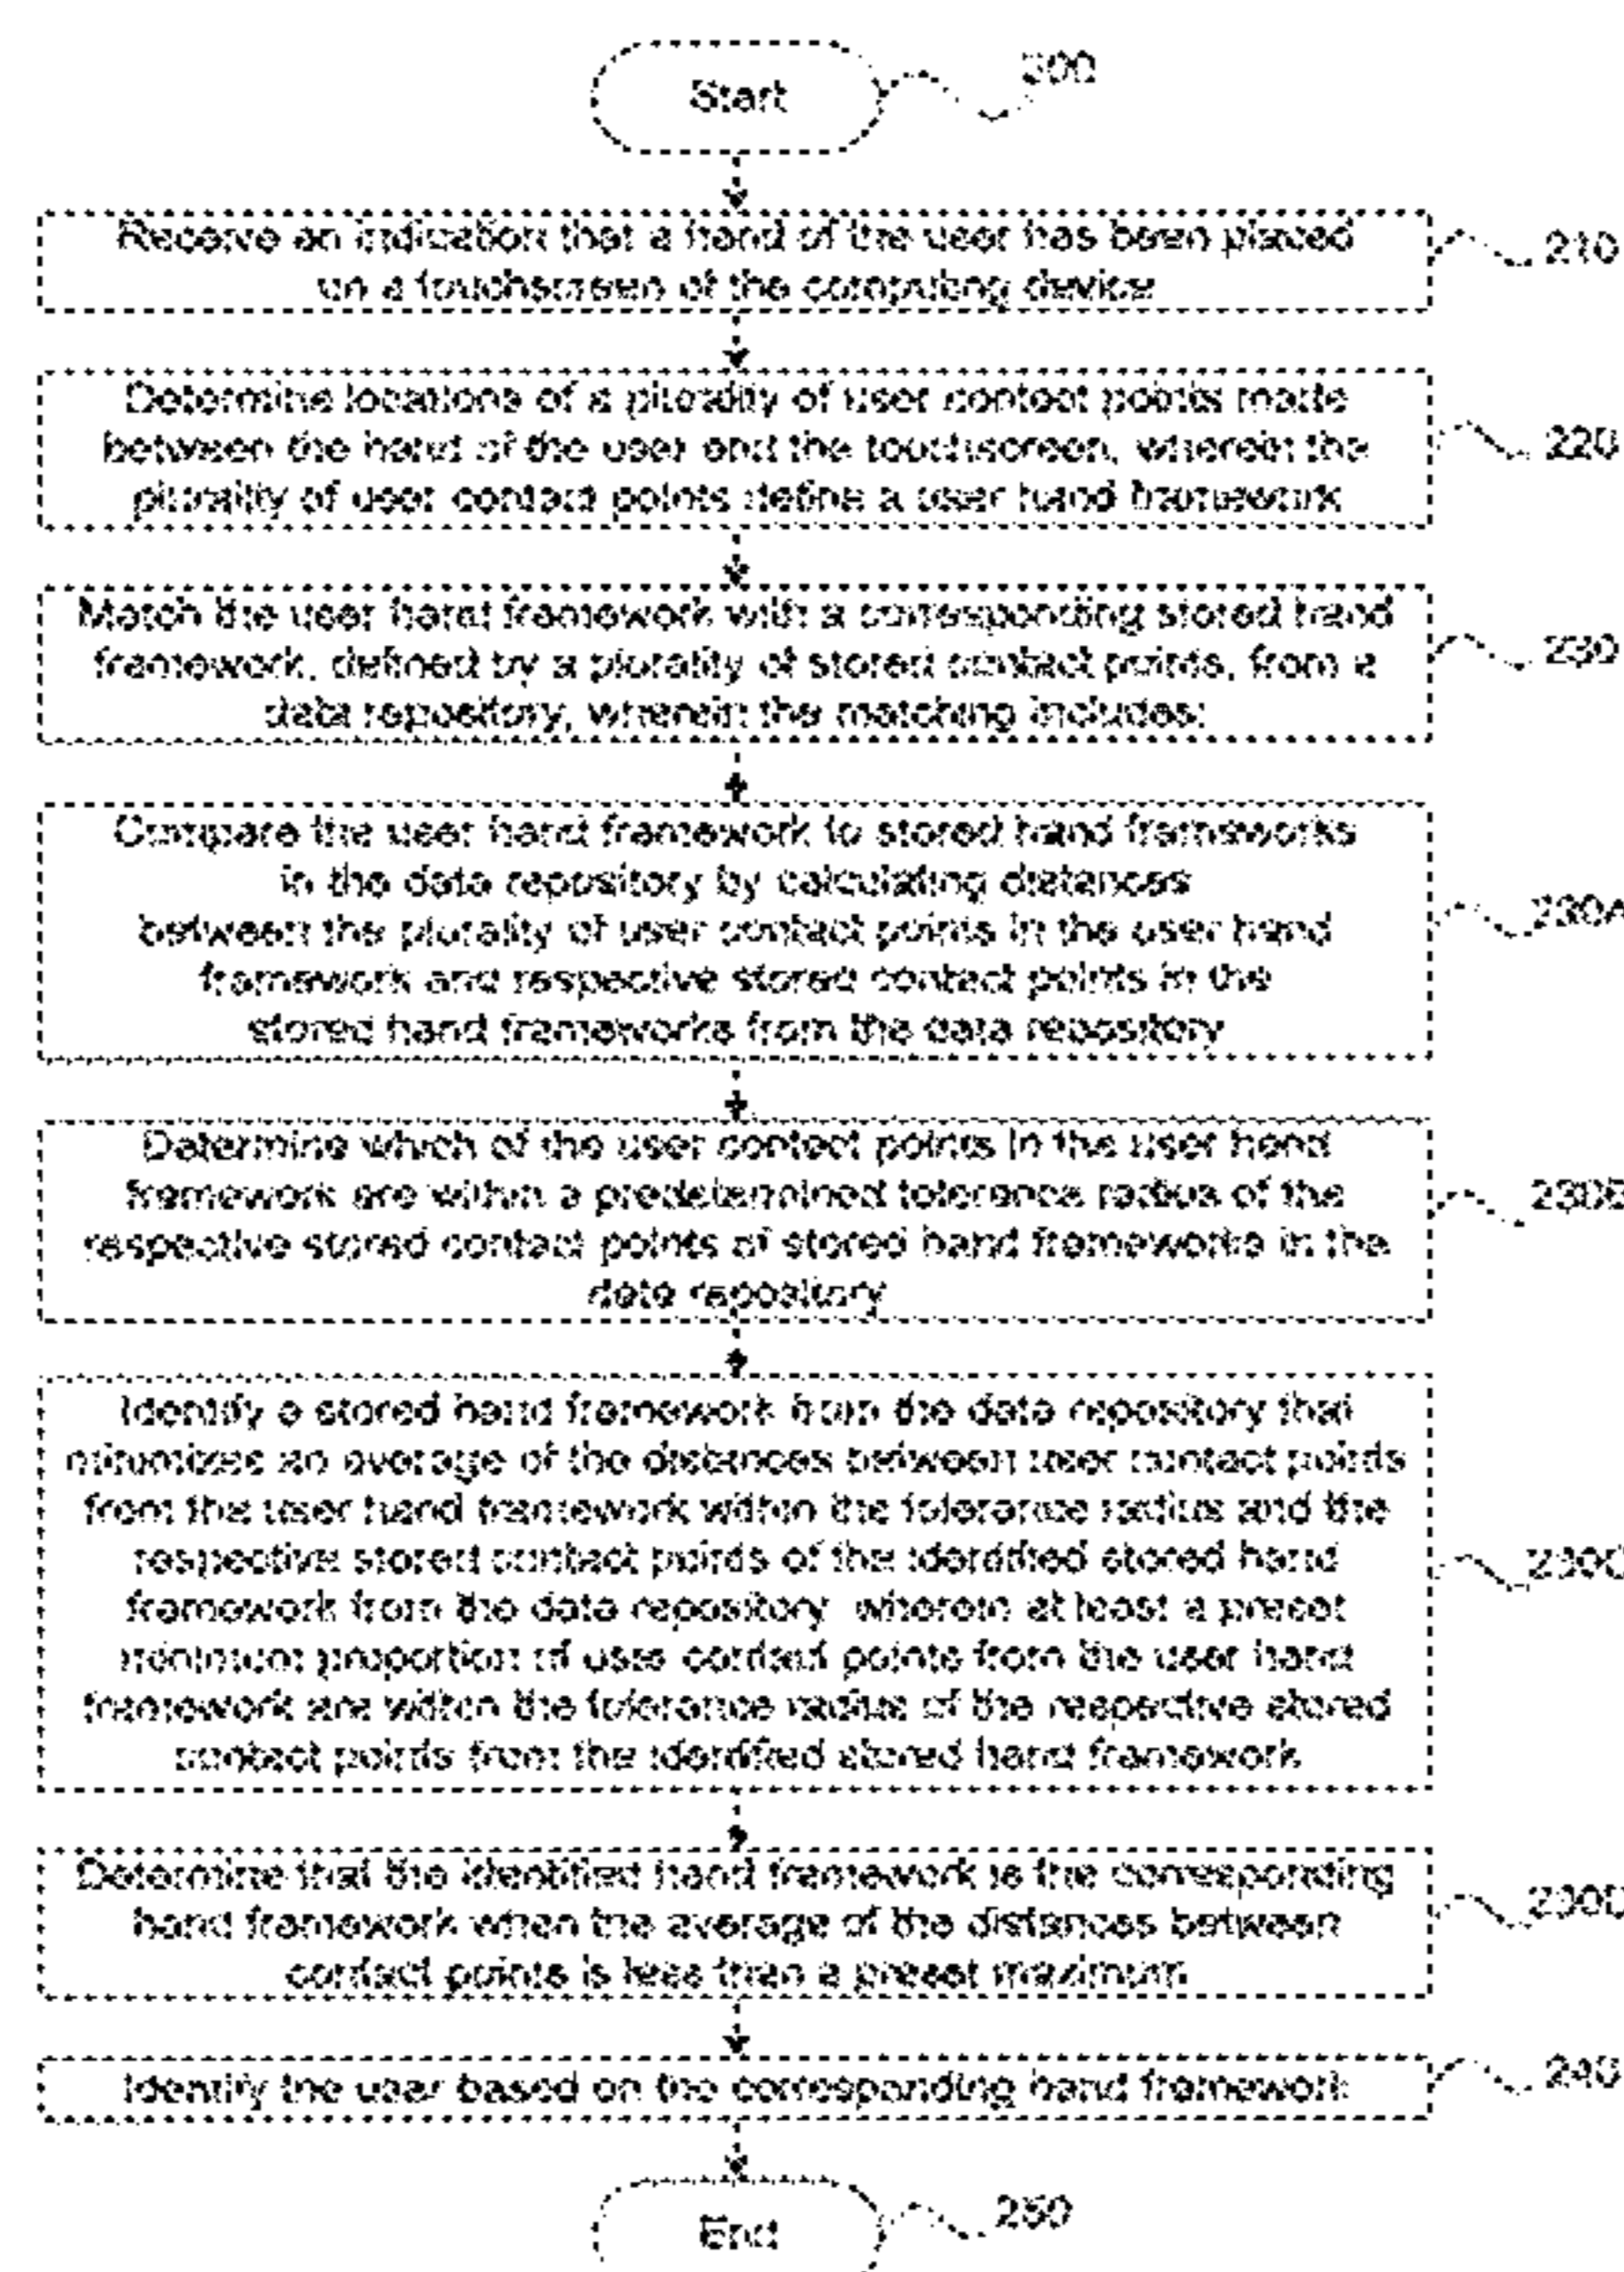 Start
300
Receive an indication that a hand of the user has been placed
on a touchscreen of the computing device
210
Determine locations of a plurality of user contact points made
between the hand of the user and the touchscreen, wherein the
plurality of user contact points define a user hand framework
220
Match the user hand framework with a corresponding stored hand
framework, defined by a plurality of stored contact points, from a
data repository, wherein the matching includes:
230
Compare the user hand framework to stored hand frameworks
in the data repository by calculating distances
between the plurality of user contact points in the user hand
framework and respective stored contact points in the
stored hand frameworks from the data repository
230A
Determine which of the user contact points in the user hand
framework are within a predetermined tolerance radius of the
respective stored contact points of stored hand frameworks in the
data repository
230B
Identify a stored hand framework from the data repository that
minimizes an average of the distances between user contact points
from the user hand framework within the tolerance radius and the
respective stored contact points of the identified stored hand
framework from the data repository wherein at least a preset
minimum proportion of use contact points from the user hand
framework are within the tolerance radius of the respective stored
contact points from the identified stored hand framework
230C
Determine that the identified hand framework is the corresponding
hand framework when the average of the distances between
contact points is less than a preset maximum
230D
Identify the user based on the corresponding hand framework
240
End
250